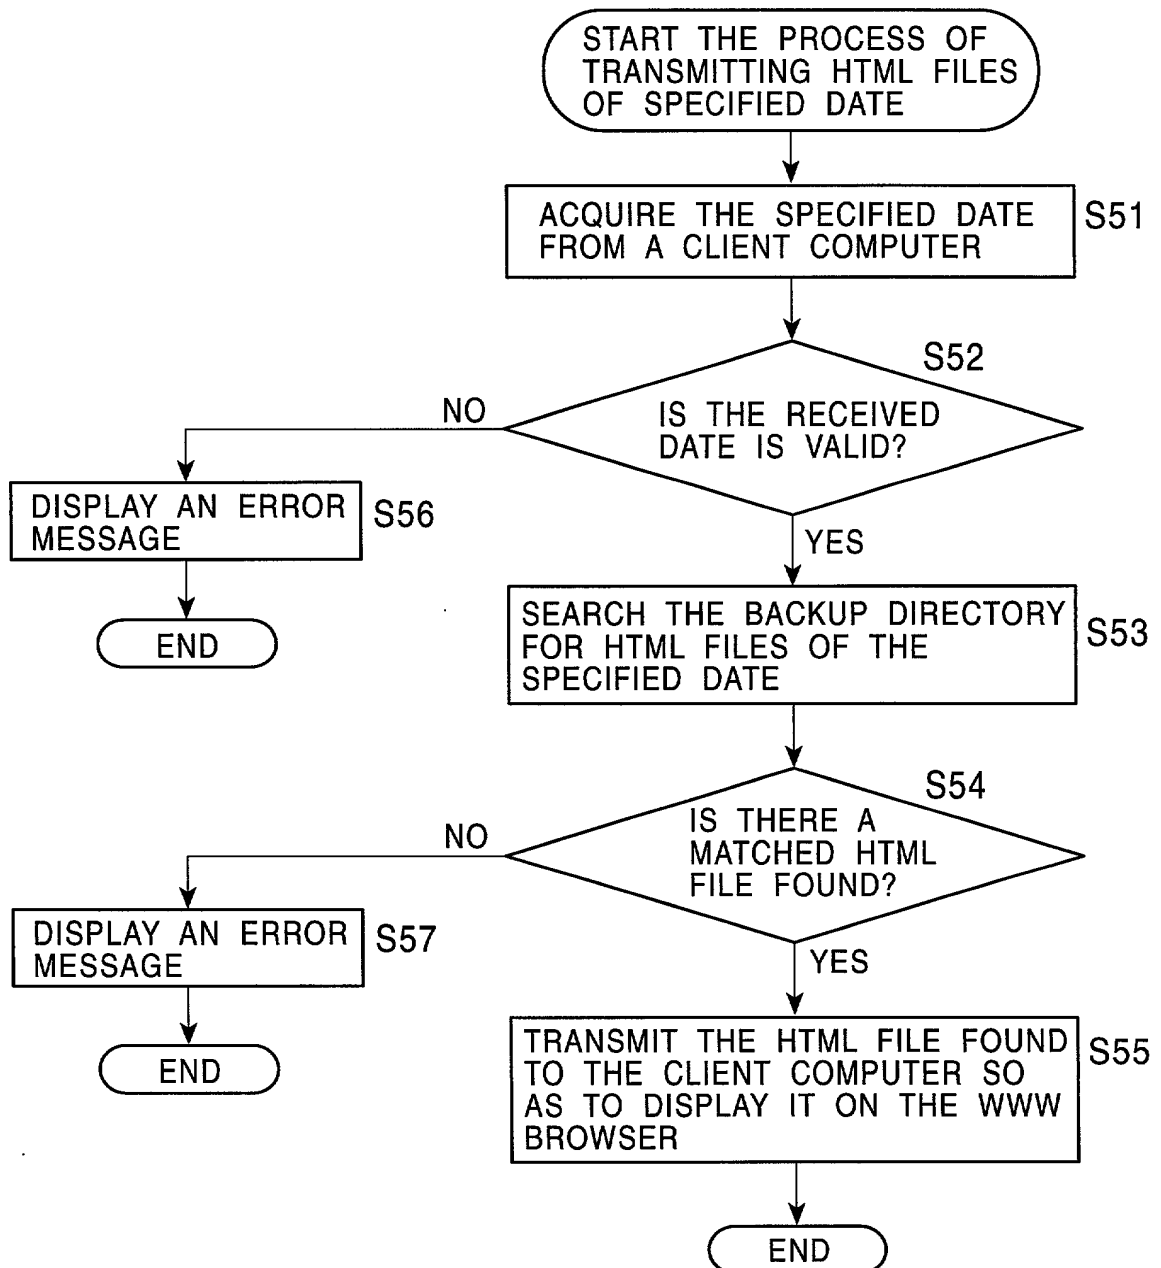 START THE PROCESS OF
TRANSMITTING HTML FILES
OF SPECIFIED DATE
ACQUIRE THE SPECIFIED DATE
FROM A CLIENT COMPUTER
S51
S52
IS THE RECEIVED
DATE IS VALID?
NO
DISPLAY AN ERROR
MESSAGE
S56
END
YES
SEARCH THE BACKUP DIRECTORY
FOR HTML FILES OF THE
SPECIFIED DATE
S53
S54
IS THERE A
MATCHED HTML
FILE FOUND?
NO
DISPLAY AN ERROR
MESSAGE
S57
END
YES
TRANSMIT THE HTML FILE FOUND
TO THE CLIENT COMPUTER SO
AS TO DISPLAY IT ON THE WWW
BROWSER
S55
END